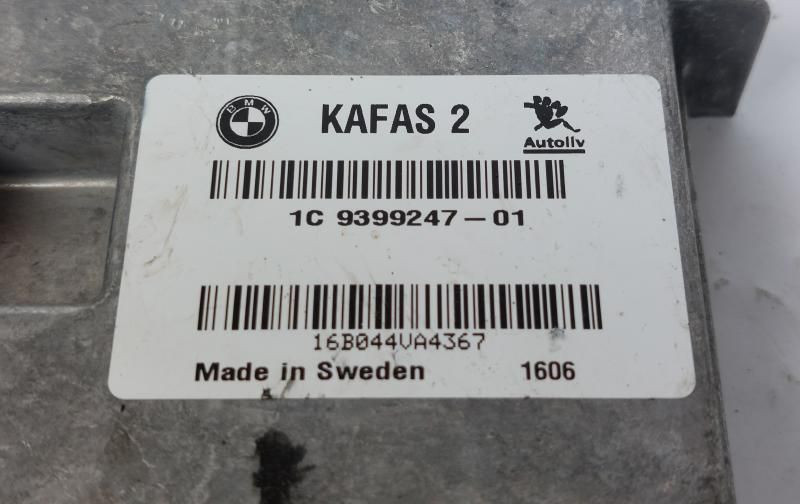 BMW
KAFAS 2
Autoliv
1C 9399247-01
16B044VA4367
Made in Sweden 1606